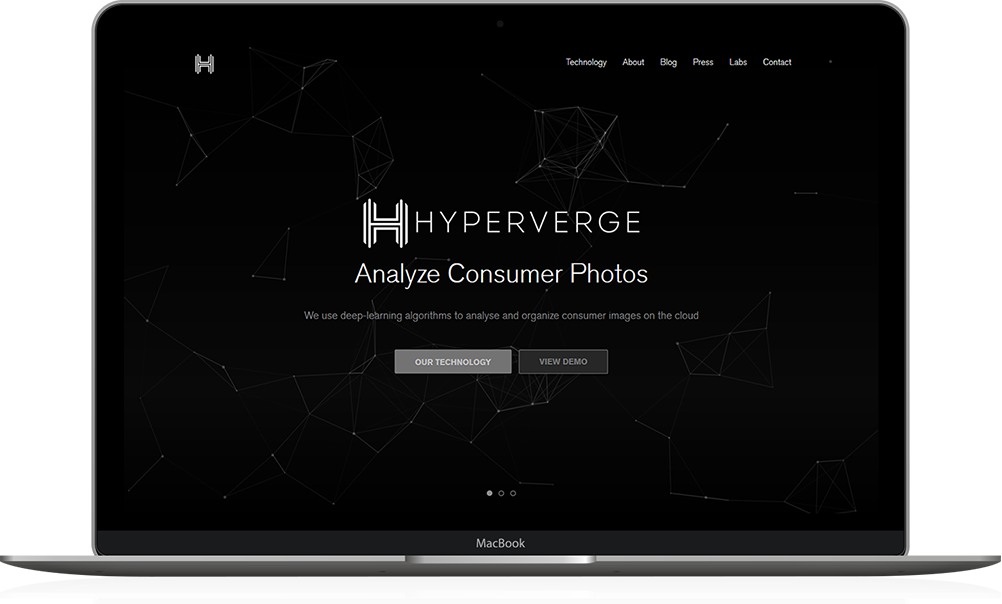 Technology About Blog Press Labs Contact
HYPERVERGE
Analyze Consumer Photos
We use deep-learning algorithms to analyse and organize consumer images on the cloud
OUR TECHNOLOGY VIEW DEMO
MacBook